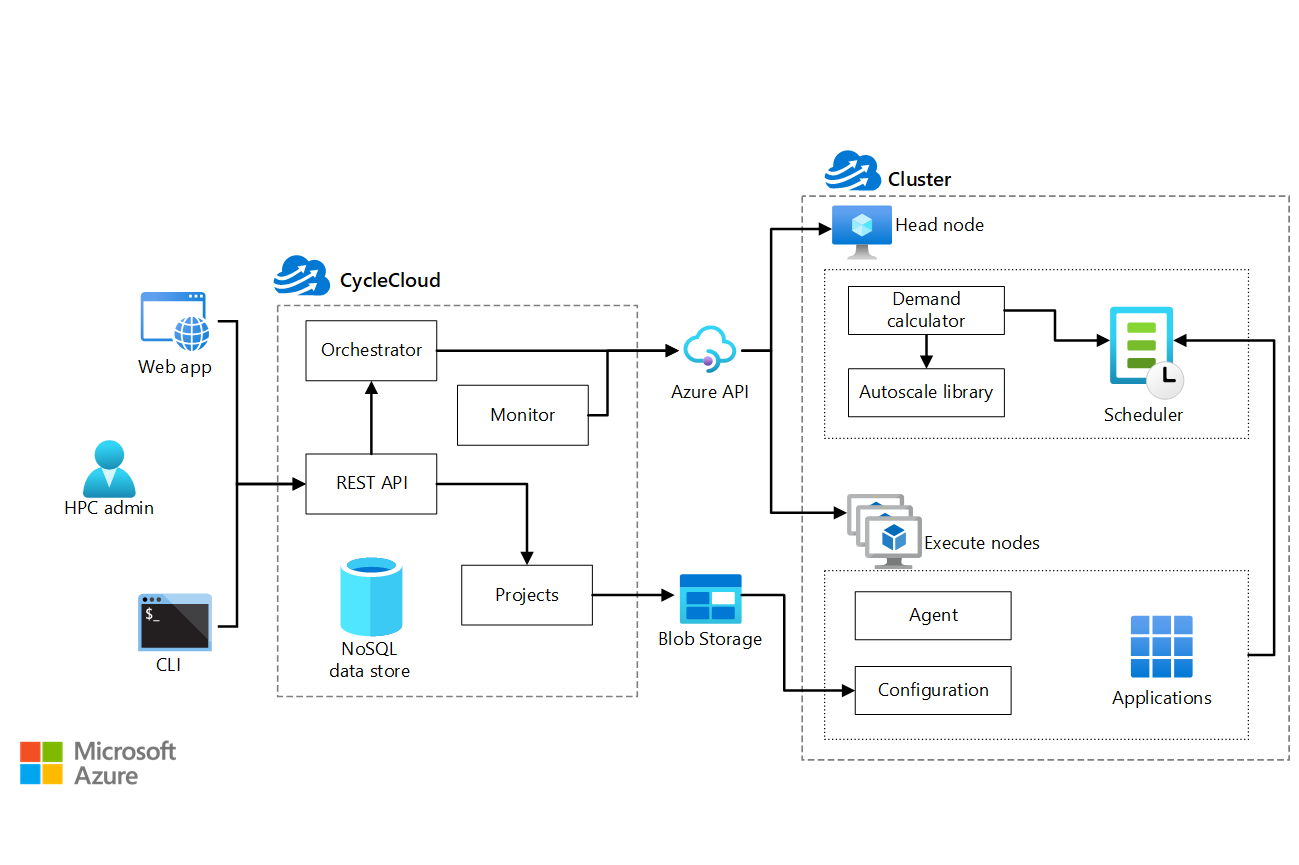 Cluster
Head node
CycleCloud
Demand
calculator
Orchestrator
Web app
Azure API
Autoscale library
Monitor
Scheduler
REST API
HPC admin
Execute nodes
$_
Projects
Agent
Blob Storage
NoSQL
data store
CLI
Configuration
Applications
Microsoft
Azure